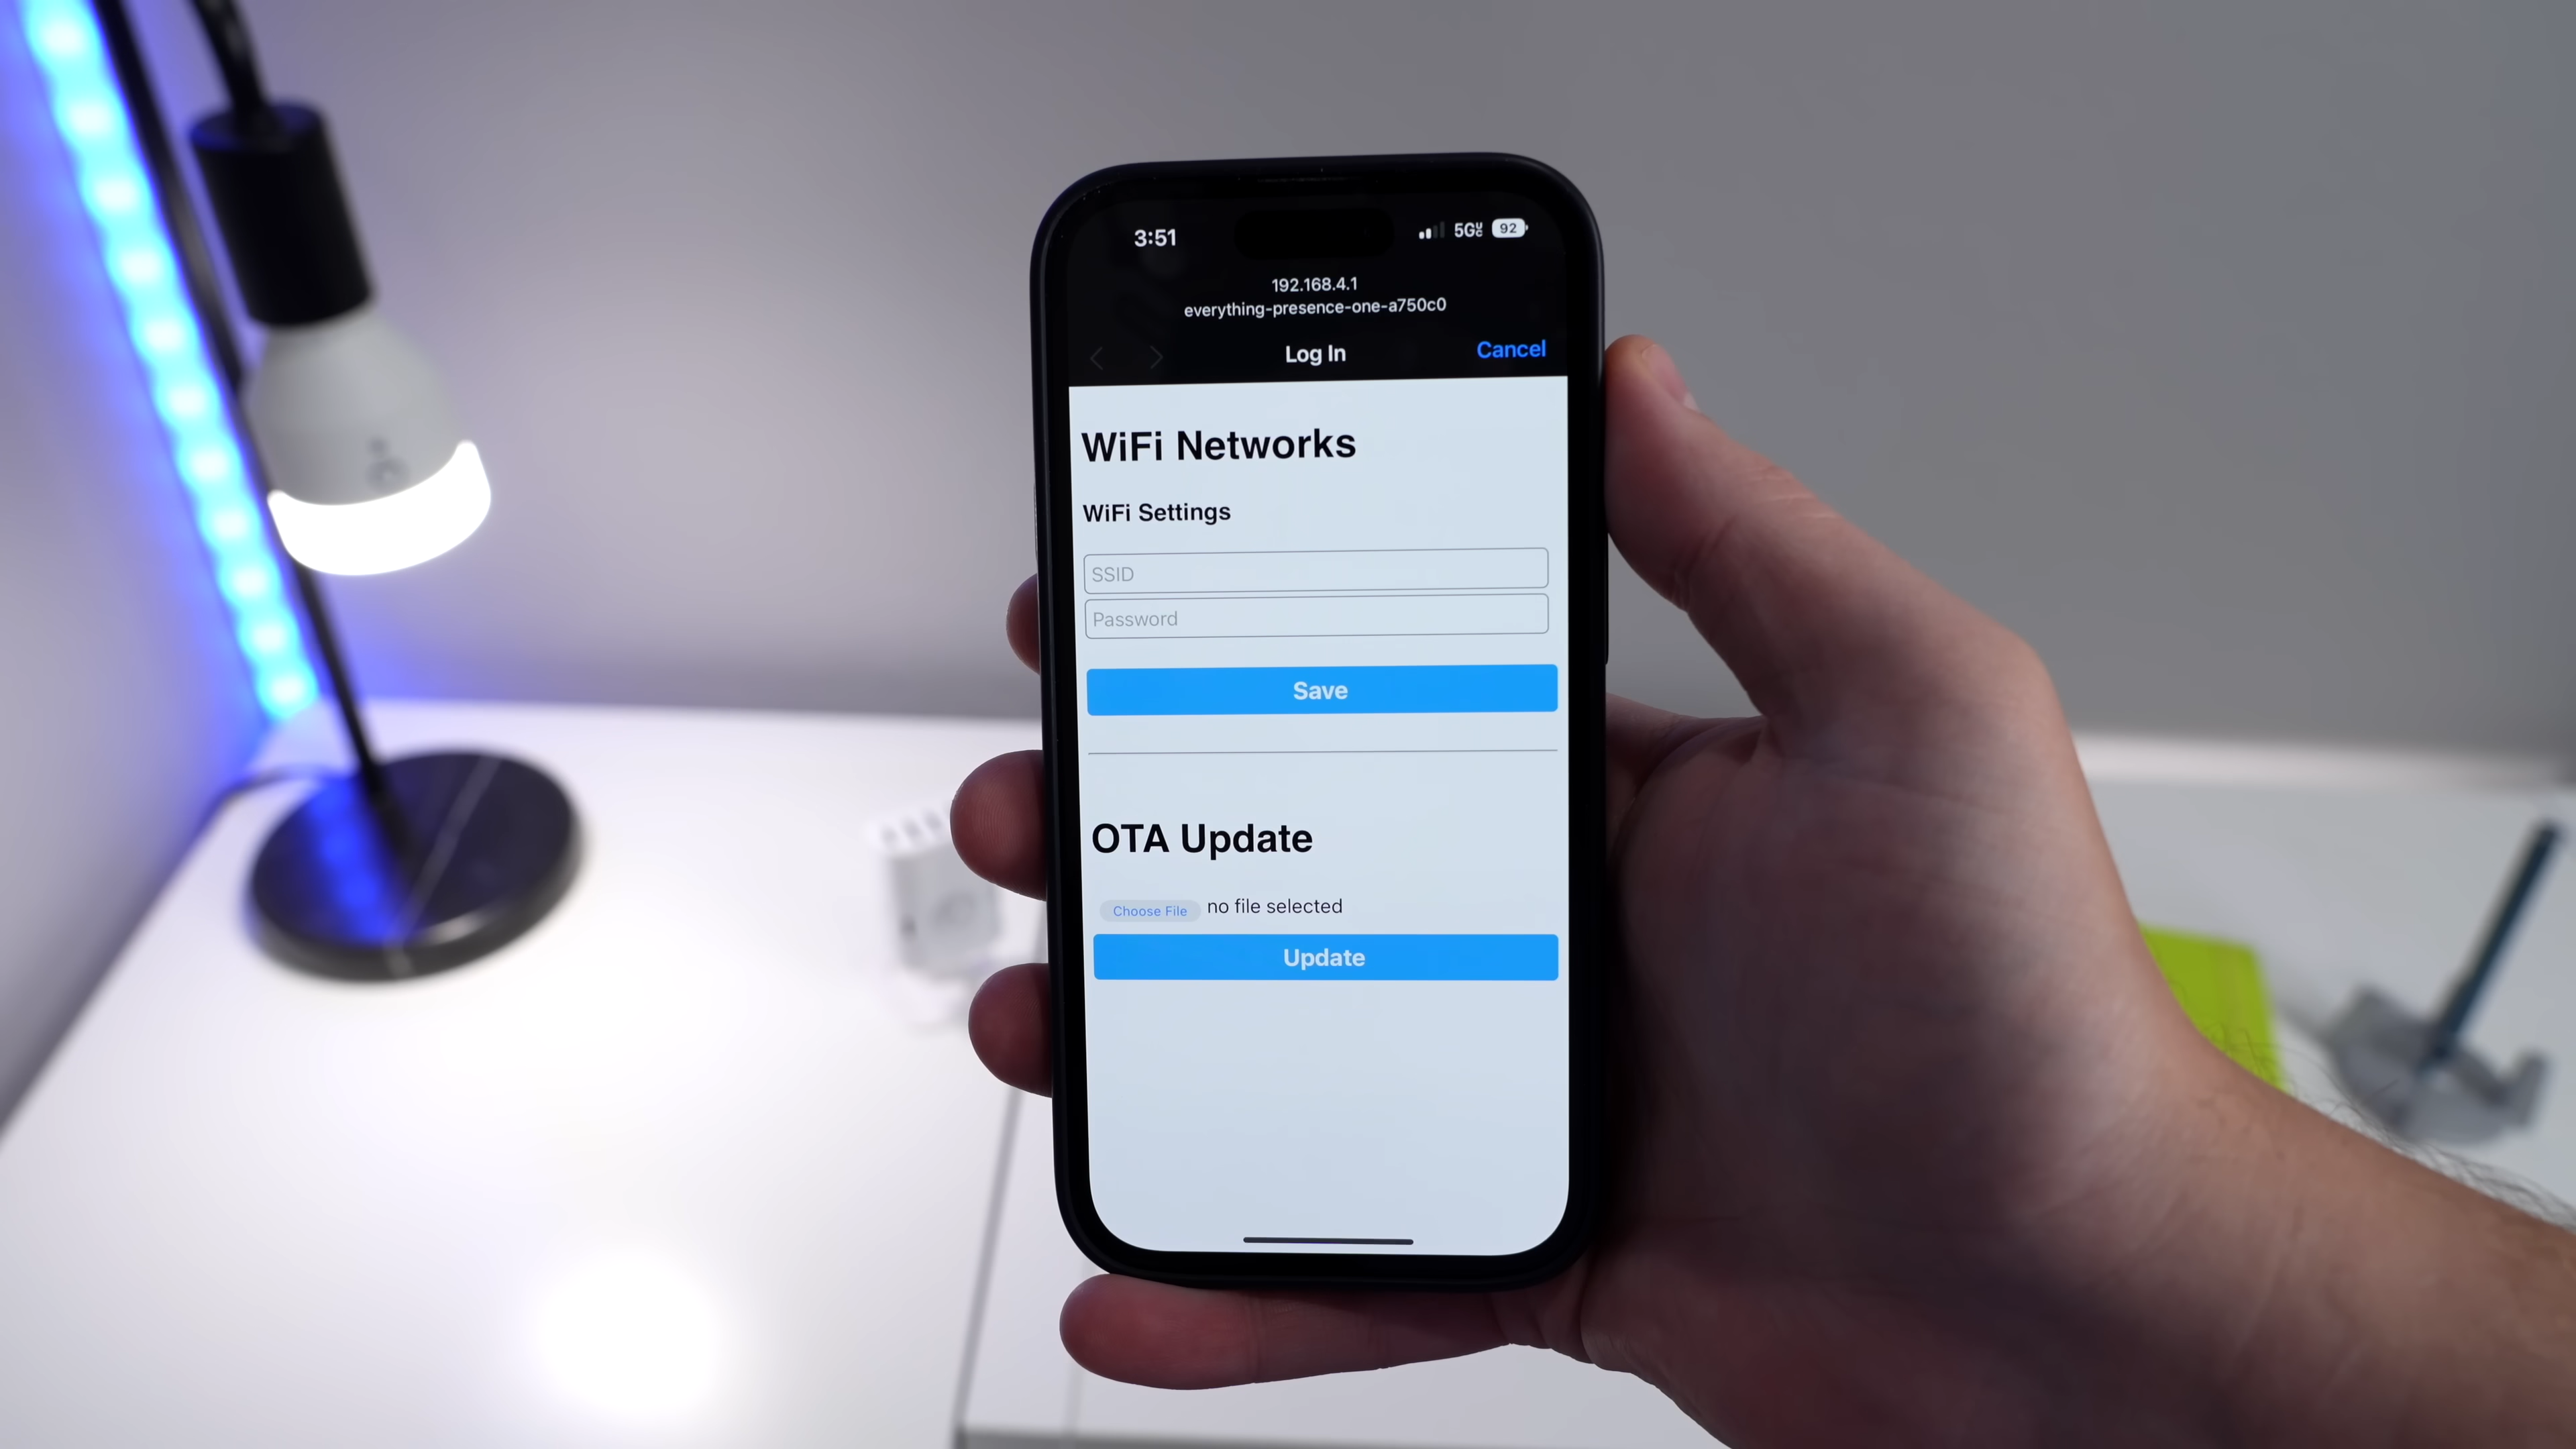 3:51
5G UC 92
192.168.4.1
everything-presence-one-a750c0
Log In
Cancel
WiFi Networks
WiFi Settings
SSID
Password
Save
OTA Update
Choose File no file selected
Update